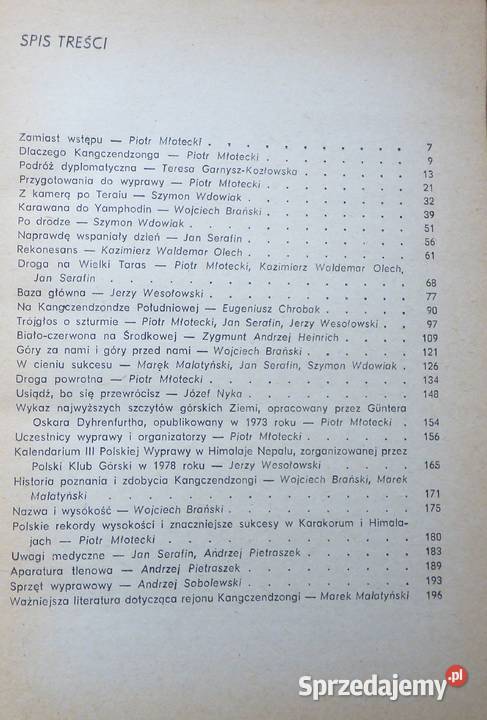 SPIS TREŚCI
Zamiast wstępu — Piotr Młotecki . . . . . . . . . 7
Dlaczego Kangczendzonga — Piotr Młotecki . . . . . . . 9
Podróż dyplomatyczna — Teresa Garnysz-Kozłowska . . . . . 13
Przygotowania do wyprawy — Piotr Młotecki . . . . . . . 21
Z kamerą po Teraiu — Szymon Wdowiak . . . . . . . . 32
Karawana do Yamphodin — Wojciech Brański . . . . . . . 39
Po drodze — Szymon Wdowiak . . . . . . . . . . 51
Naprawdę wspaniały dzień — Jan Serafin . . . . . . . . 56
Rekonesans — Kazimierz Waldemar Olech . . . . . . . . 61
Droga na Wielki Taras — Piotr Młotecki, Kazimierz Waldemar Olech,
Jan Serafin . . . . . . . . . . . . . 68
Baza główna — Jerzy Wesołowski . . . . . . . . . 77
Na Kangczendzondze Południowej — Eugeniusz Chrobak . . . . 90
Trójgłos o szturmie — Piotr Młotecki, Jan Serafin, Jerzy Wesołowski . . 97
Biało-czerwona na Środkowej — Zygmunt Andrzej Heinrich . . . 109
Góry za nami i góry przed nami — Wojciech Brański . . . . . 121
W cieniu sukcesu — Marek Malatyński, Jan Serafin, Szymon Wdowiak . 126
Droga powrotna — Piotr Młotecki . . . . . . . . . 134
Usiądź, bo się przewrócisz — Józef Nyka . . . . . . . . 148
Wykaz najwyższych szczytów górskich Ziemi, opracowany przez Güntera
Oskara Dyhrenfurtha, opublikowany w 1973 roku — Piotr Młotecki . 154
Uczestnicy wyprawy i organizatorzy — Piotr Młotecki . . . . . 156
Kalendarium III Polskiej Wyprawy w Himalaje Nepalu, zorganizowanej przez
Polski Klub Górski w 1978 roku — Jerzy Wesołowski . . . . 165
Historia poznania i zdobycia Kangczendzongi — Wojciech Brański, Marek
Malatyński . . . . . . . . . . . . . 171
Nazwa i wysokość — Wojciech Brański . . . . . . . . 175
Polskie rekordy wysokości i znaczniejsze sukcesy w Karakorum i Himala-
jach — Piotr Młotecki . . . . . . . . . . . 180
Uwagi medyczne — Jan Serafin, Andrzej Pietraszek . . . . . 183
Aparatura tlenowa — Andrzej Pietraszek . . . . . . . . 189
Sprzęt wyprawowy — Andrzej Sobolewski . . . . . . . . 193
Ważniejsza literatura dotycząca rejonu Kangczendzongi — Marek Malatyński 196
Sprzedajemy.pl